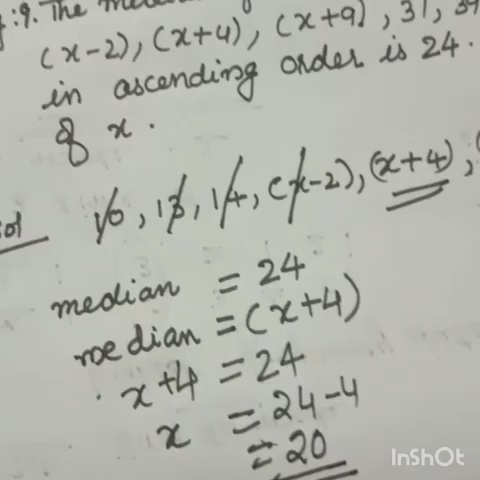 :9. The
(x-2), (x+4), (x+9), 31, 34
in ascending order is 24.
of x.
sol 10, 13, 14, (x-2), (x+4),
median = 24
median = (x+4)
x+4 = 24
x = 24-4
= 20
InShOt